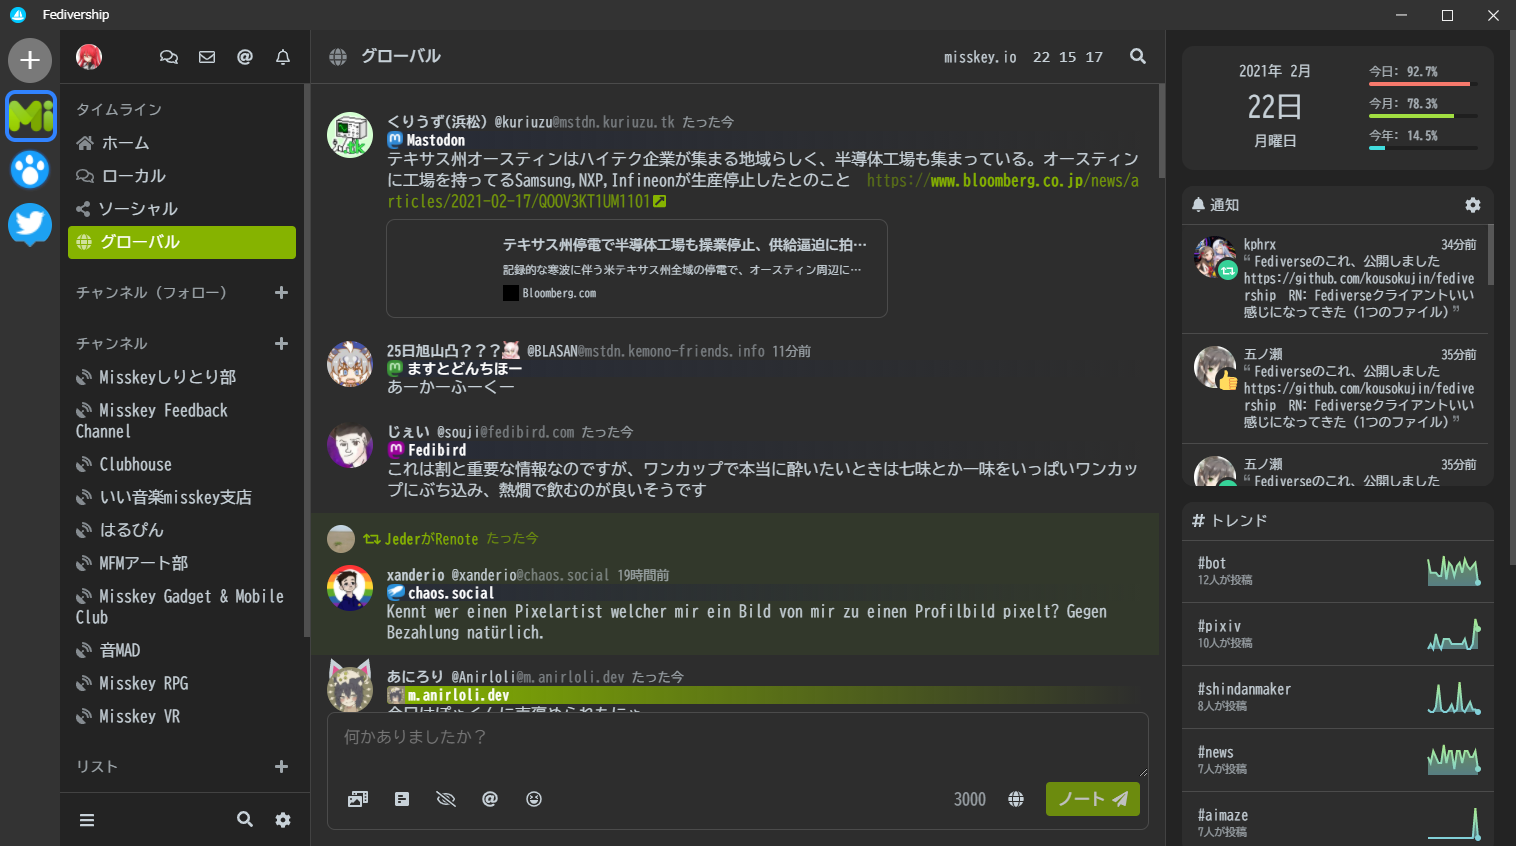 Fedivership
タイムライン
ホーム
ローカル
ソーシャル
グローバル
チャンネル（フォロー）
チャンネル
Misskeyしりとり部
Misskey Feedback
Channel
Clubhouse
いい音楽misskey支店
はるぴん
MFMアート部
Misskey Gadget & Mobile
Club
音MAD
Misskey RPG
Misskey VR
リスト
グローバル
misskey.io 22 15 17
くりうず(浜松) @kuriuzu@mstdn.kuriuzu.tk たった今
Mastodon
テキサス州オースティンはハイテク企業が集まる地域らしく、半導体工場も集まっている。オースティン
に工場を持ってるSamsung,NXP,Infineonが生産停止したとのこと　https://www.bloomberg.co.jp/news/a
rticles/2021-02-17/QOOV3KT1UM1101
テキサス州停電で半導体工場も操業停止、供給逼迫に拍…
記録的な寒波に伴う米テキサス州全域の停電で、オースティン周辺に…
Bloomberg.com
25日旭山凸？？？ @BLASAN@mstdn.kemono-friends.info 11分前
ますとどんちほー
あーかーふーくー
じぇい @souji@fedibird.com たった今
Fedibird
これは割と重要な情報なのですが、ワンカップで本当に酔いたいときは七味とか一味をいっぱいワンカッ
プにぶち込み、熱燗で飲むのが良いそうです
JederがRenote たった今
xanderio @xanderio@chaos.social 19時間前
chaos.social
Kennt wer einen Pixelartist welcher mir ein Bild von mir zu einen Profilbild pixelt? Gegen
Bezahlung natürlich.
あにろり @Anirloli@m.anirloli.dev たった今
m.anirloli.dev
何かありましたか？
3000
ノート
2021年 2月
22日
月曜日
今日: 92.7%
今月: 78.3%
今年: 14.5%
通知
kphrx 34分前
“Fediverseのこれ、公開しました
https://github.com/kousokujin/fedive
rship　RN: Fediverseクライアントいい
感じになってきた（1つのファイル）”
五ノ瀬 35分前
“Fediverseのこれ、公開しました
https://github.com/kousokujin/fedive
rship　RN: Fediverseクライアントいい
感じになってきた（1つのファイル）”
五ノ瀬 35分前
“Fediverseのこれ、公開しました
トレンド
#bot
12人が投稿
#pixiv
10人が投稿
#shindanmaker
8人が投稿
#news
7人が投稿
#aimaze
7人が投稿